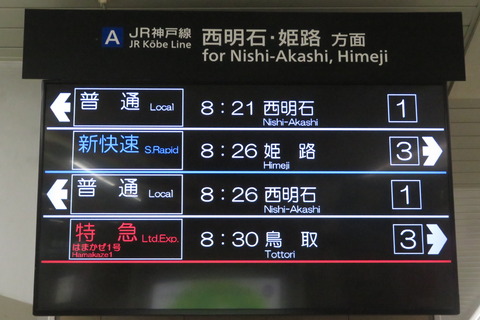 A JR神戸線 西明石・姫路 方面
JR Kōbe Line for Nishi-Akashi, Himeji
普通 Local 8:21 西明石 1
Nishi-Akashi
新快速 S.Rapid 8:26 姫路 3
Himeji
普通 Local 8:26 西明石 1
Nishi-Akashi
特急 Ltd.Exp. 8:30 鳥取 3
はまかぜ1号
Hamakaze1 Tottori